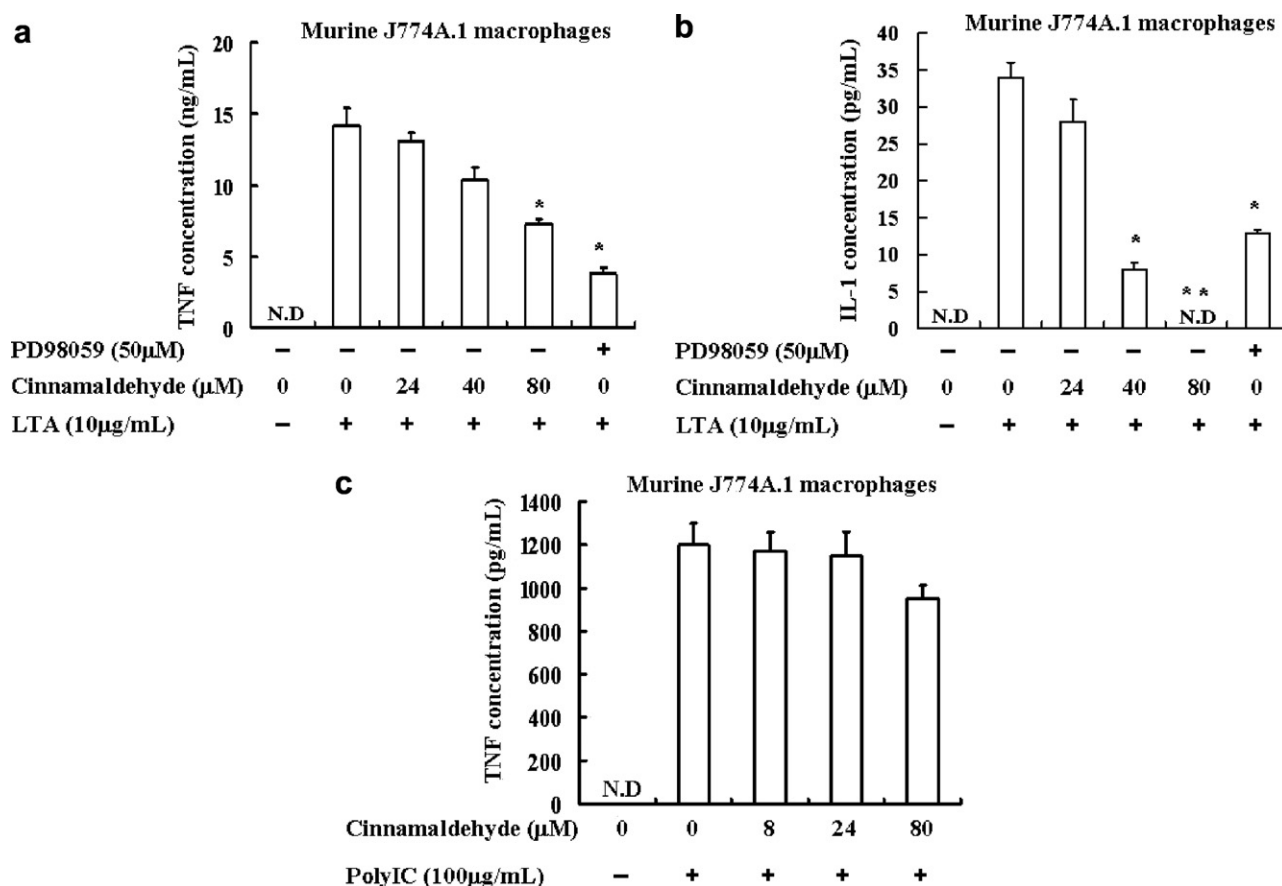 a
Murine J774A.1 macrophages
TNF concentration (ng/mL)
20
15
10
5
0
N.D
*
*
PD98059 (50μM) – – – – – +
Cinnamaldehyde (μM) 0 0 24 40 80 0
LTA (10μg/mL) – + + + + +
b
Murine J774A.1 macrophages
IL-1 concentration (pg/mL)
40
35
30
25
20
15
10
5
0
N.D
*
* *
N.D
*
PD98059 (50μM) – – – – – +
Cinnamaldehyde (μM) 0 0 24 40 80 0
LTA (10μg/mL) – + + + + +
c
Murine J774A.1 macrophages
TNF concentration (pg/mL)
1400
1200
1000
800
600
400
200
0
N.D
Cinnamaldehyde (μM) 0 0 8 24 80
PolyIC (100μg/mL) – + + + +